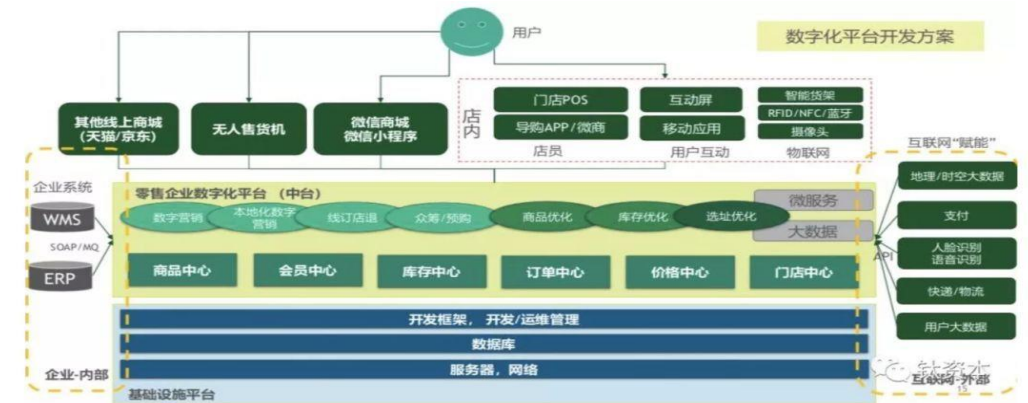 用户
数字化平台开发方案
其他线上商城
(天猫/京东)
无人售货机
微信商城
微信小程序
店内
门店POS
导购APP/微商
店员
互动屏
移动应用
用户互动
智能货架
RFID/NFC/蓝牙
摄像头
物联网
互联网“赋能”
企业系统
WMS
SOAP/MQ
ERP
零售企业数字化平台 (中台)
数字营销
本地化数字
营销
线订店退
众筹/预购
商品优化
库存优化
选址优化
微服务
大数据
商品中心
会员中心
库存中心
订单中心
价格中心
门店中心
API
地理/时空大数据
支付
人脸识别
语音识别
快递/物流
用户大数据
开发框架，开发/运维管理
数据库
服务器，网络
基础设施平台
企业-内部
互联网-外部
钛资本
15